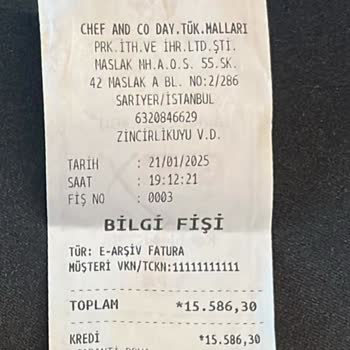 CHEF AND CO DAY.TÜK.MALLARI
PRK.İTH.VE İHR.LTD.ŞTİ.
MASLAK MH.A.O.S. 55.SK.
42 MASLAK A BL. NO:2/286
SARIYER/İSTANBUL
6320846629
ZİNCİRLİKUYU V.D.
TARİH : 21/01/2025
SAAT : 19:12:21
FİŞ NO : 0003
BİLGİ FİŞİ
TÜR: E-ARŞİV FATURA
MÜŞTERİ VKN/TCKN:11111111111
TOPLAM *15.586,30
KREDİ *15.586,30